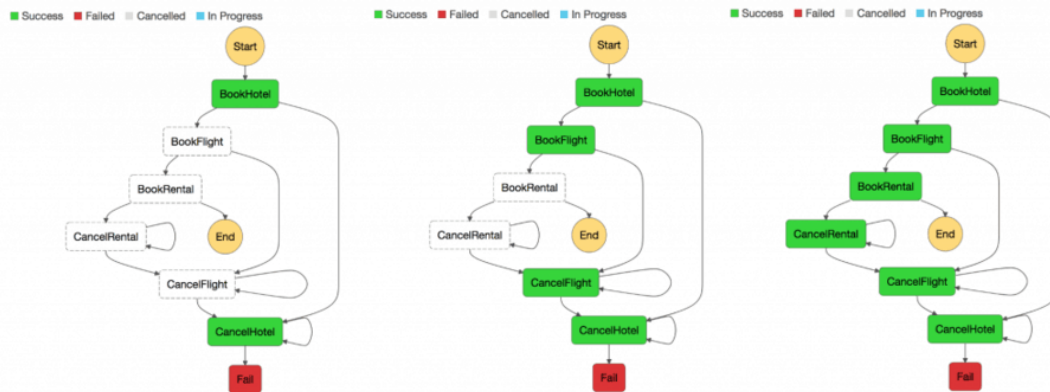 Success Failed Cancelled In Progress
Start
BookHotel
BookFlight
BookRental
CancelRental
End
CancelFlight
CancelHotel
Fail
Success Failed Cancelled In Progress
Start
BookHotel
BookFlight
BookRental
CancelRental
End
CancelFlight
CancelHotel
Fail
Success Failed Cancelled In Progress
Start
BookHotel
BookFlight
BookRental
CancelRental
End
CancelFlight
CancelHotel
Fail